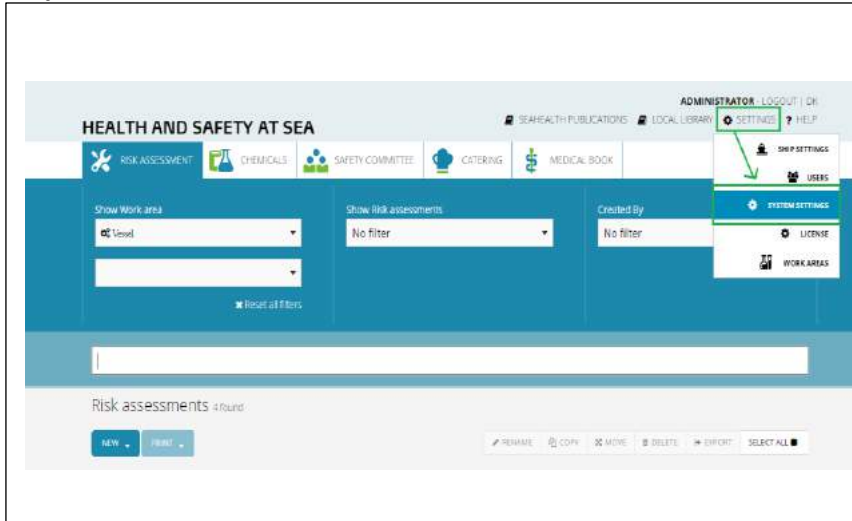 ADMINISTRATOR - LOGOUT | DK
HEALTH AND SAFETY AT SEA
SEAHEALTH PUBLICATIONS LOCAL LIBRARY SETTINGS ? HELP
RISK ASSESSMENT CHEMICALS SAFETY COMMITTEE CATERING MEDICAL BOOK
SHIP SETTINGS
USERS
SYSTEM SETTINGS
LICENSE
WORK AREAS
Show Work area Show Risk assessments Created By
Vessel No filter No filter
Reset all filters
Risk assessments 4 found
NEW PRINT RENAME COPY MOVE DELETE EXPORT SELECT ALL